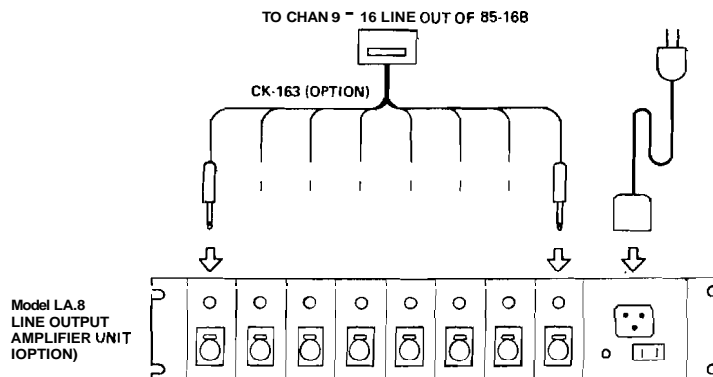 TO CHAN 9 - 16 LINE OUT OF 85-16B
CK-163 (OPTION)
Model LA.8
LINE OUTPUT
AMPLIFIER UNIT
IOPTION)